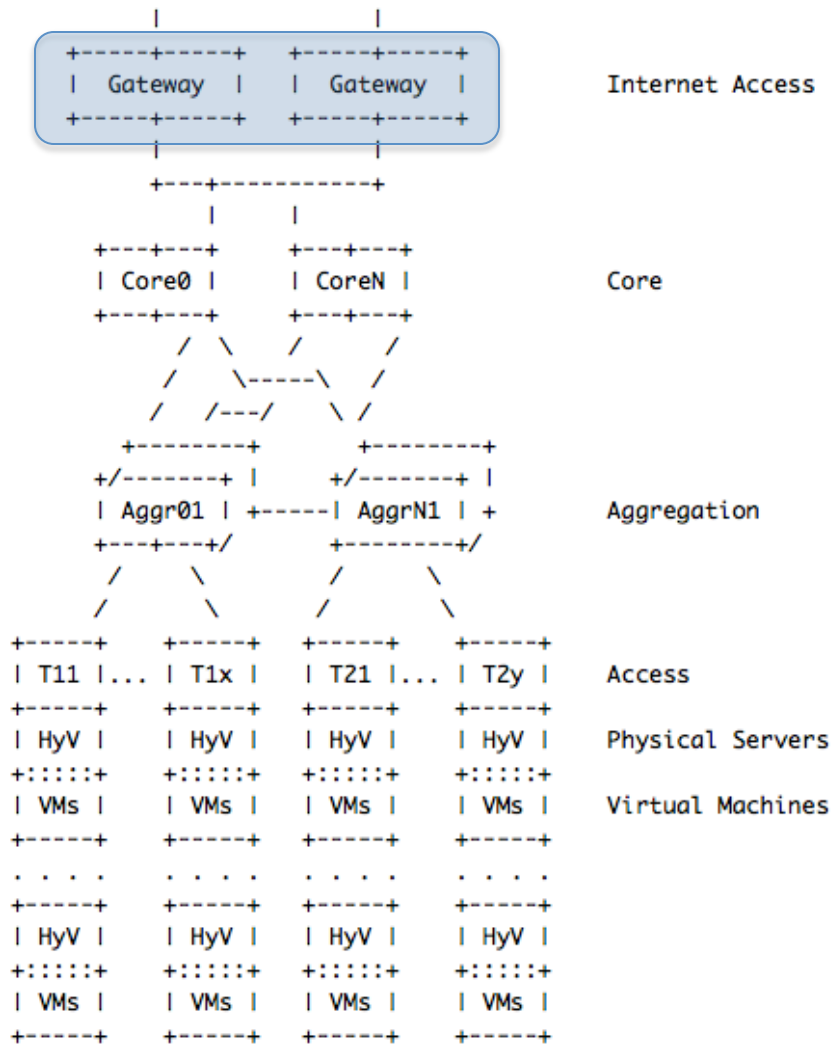 Gateway Gateway Internet Access
Core0 CoreN Core
Aggr01 AggrN1 Aggregation
T11 ... T1x T21 ... T2y Access
HyV HyV HyV HyV Physical Servers
VMs VMs VMs VMs Virtual Machines
. . . . . . . . . . . . . . . .
HyV HyV HyV HyV
VMs VMs VMs VMs